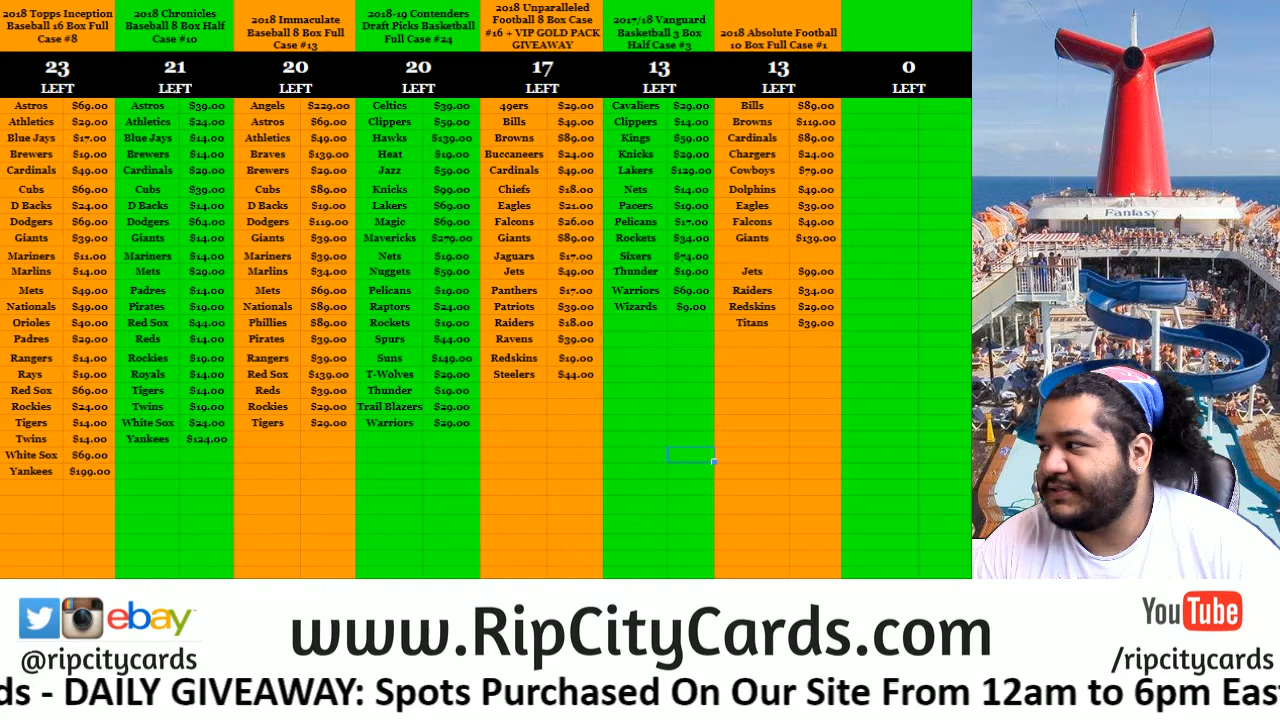 2018 Topps Inception
Baseball 16 Box Full
Case #8
23
LEFT
Astros $69.00
Athletics $29.00
Blue Jays $17.00
Brewers $19.00
Cardinals $49.00
Cubs $69.00
D Backs $24.00
Dodgers $69.00
Giants $39.00
Mariners $11.00
Marlins $14.00
Mets $49.00
Nationals $49.00
Orioles $40.00
Padres $29.00
Rangers $14.00
Rays $19.00
Red Sox $69.00
Rockies $24.00
Tigers $14.00
Twins $14.00
White Sox $69.00
Yankees $199.00
2018 Chronicles
Baseball 8 Box Half
Case #10
21
LEFT
Astros $39.00
Athletics $24.00
Blue Jays $14.00
Brewers $14.00
Cardinals $29.00
Cubs $39.00
D Backs $14.00
Dodgers $64.00
Giants $14.00
Mariners $14.00
Mets $29.00
Padres $14.00
Pirates $19.00
Red Sox $44.00
Reds $14.00
Rockies $19.00
Royals $14.00
Tigers $14.00
Twins $19.00
White Sox $24.00
Yankees $124.00
2018 Immaculate
Baseball 8 Box Full
Case #13
20
LEFT
Angels $229.00
Astros $69.00
Athletics $49.00
Braves $139.00
Brewers $29.00
Cubs $89.00
D Backs $19.00
Dodgers $119.00
Giants $39.00
Mariners $39.00
Marlins $34.00
Mets $69.00
Nationals $89.00
Phillies $89.00
Pirates $39.00
Rangers $39.00
Red Sox $139.00
Reds $39.00
Rockies $29.00
Tigers $29.00
2018-19 Contenders
Draft Picks Basketball
Full Case #24
20
LEFT
Celtics $39.00
Clippers $59.00
Hawks $139.00
Heat $19.00
Jazz $59.00
Knicks $99.00
Lakers $69.00
Magic $69.00
Mavericks $279.00
Nets $19.00
Nuggets $59.00
Pelicans $19.00
Raptors $24.00
Rockets $19.00
Spurs $44.00
Suns $149.00
T-Wolves $29.00
Thunder $19.00
Trail Blazers $29.00
Warriors $29.00
2018 Unparalleled
Football 8 Box Case
#16 + VIP GOLD PACK
GIVEAWAY
17
LEFT
49ers $29.00
Bills $49.00
Browns $89.00
Buccaneers $24.00
Cardinals $49.00
Chiefs $18.00
Eagles $21.00
Falcons $26.00
Giants $89.00
Jaguars $17.00
Jets $49.00
Panthers $17.00
Patriots $39.00
Raiders $18.00
Ravens $39.00
Redskins $19.00
Steelers $44.00
2017/18 Vanguard
Basketball 3 Box
Half Case #3
13
LEFT
Cavaliers $29.00
Clippers $14.00
Kings $59.00
Knicks $29.00
Lakers $129.00
Nets $14.00
Pacers $19.00
Pelicans $17.00
Rockets $34.00
Sixers $74.00
Thunder $19.00
Warriors $69.00
Wizards $9.00
2018 Absolute Football
10 Box Full Case #1
13
LEFT
Bills $89.00
Browns $119.00
Cardinals $89.00
Chargers $24.00
Cowboys $79.00
Dolphins $49.00
Eagles $39.00
Falcons $49.00
Giants $139.00
Jets $99.00
Raiders $34.00
Redskins $29.00
Titans $39.00
0
LEFT
Fantasy
ebay
@ripcitycards
www.RipCityCards.com
YouTube
/ripcitycards
ds - DAILY GIVEAWAY: Spots Purchased On Our Site From 12am to 6pm East